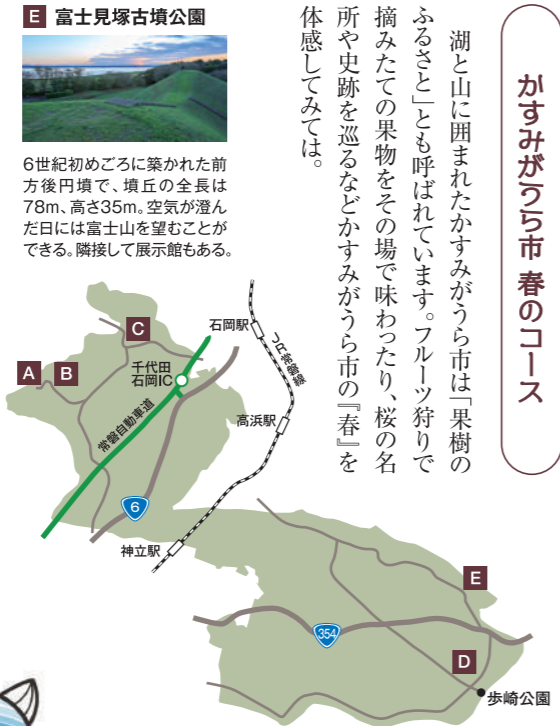 かすみがうら市 春のコース
湖と山に囲まれたかすみがうら市は「果樹の
ふるさと」とも呼ばれています。フルーツ狩りで
摘みたての果物をその場で味わったり、桜の名
所や史跡を巡るなどかすみがうら市の『春』を
体感してみては。
E 富士見塚古墳公園
6世紀初めごろに築かれた前
方後円墳で、墳丘の全長は
78m、高さ35m。空気が澄ん
だ日には富士山を望むことが
できる。隣接して展示館もある。
石岡駅
JR常磐線
C
千代田
石岡IC
A
B
常磐自動車道
高浜駅
6
神立駅
E
354
D
歩崎公園